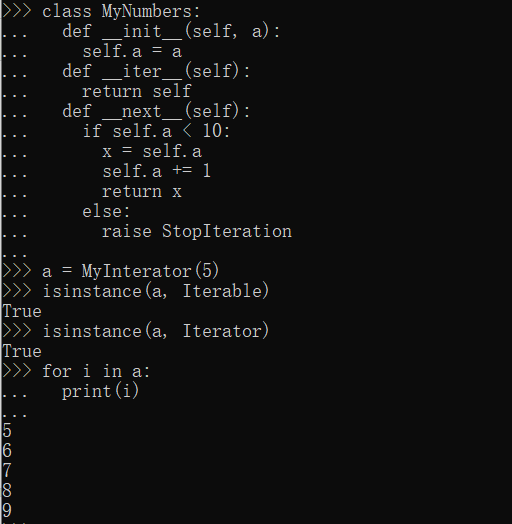 >>> class MyNumbers:
...   def __init__(self, a):
...     self.a = a
...   def __iter__(self):
...     return self
...   def __next__(self):
...     if self.a < 10:
...       x = self.a
...       self.a += 1
...       return x
...     else:
...       raise StopIteration
...
>>> a = MyInterator(5)
>>> isinstance(a, Iterable)
True
>>> isinstance(a, Iterator)
True
>>> for i in a:
...   print(i)
...
5
6
7
8
9